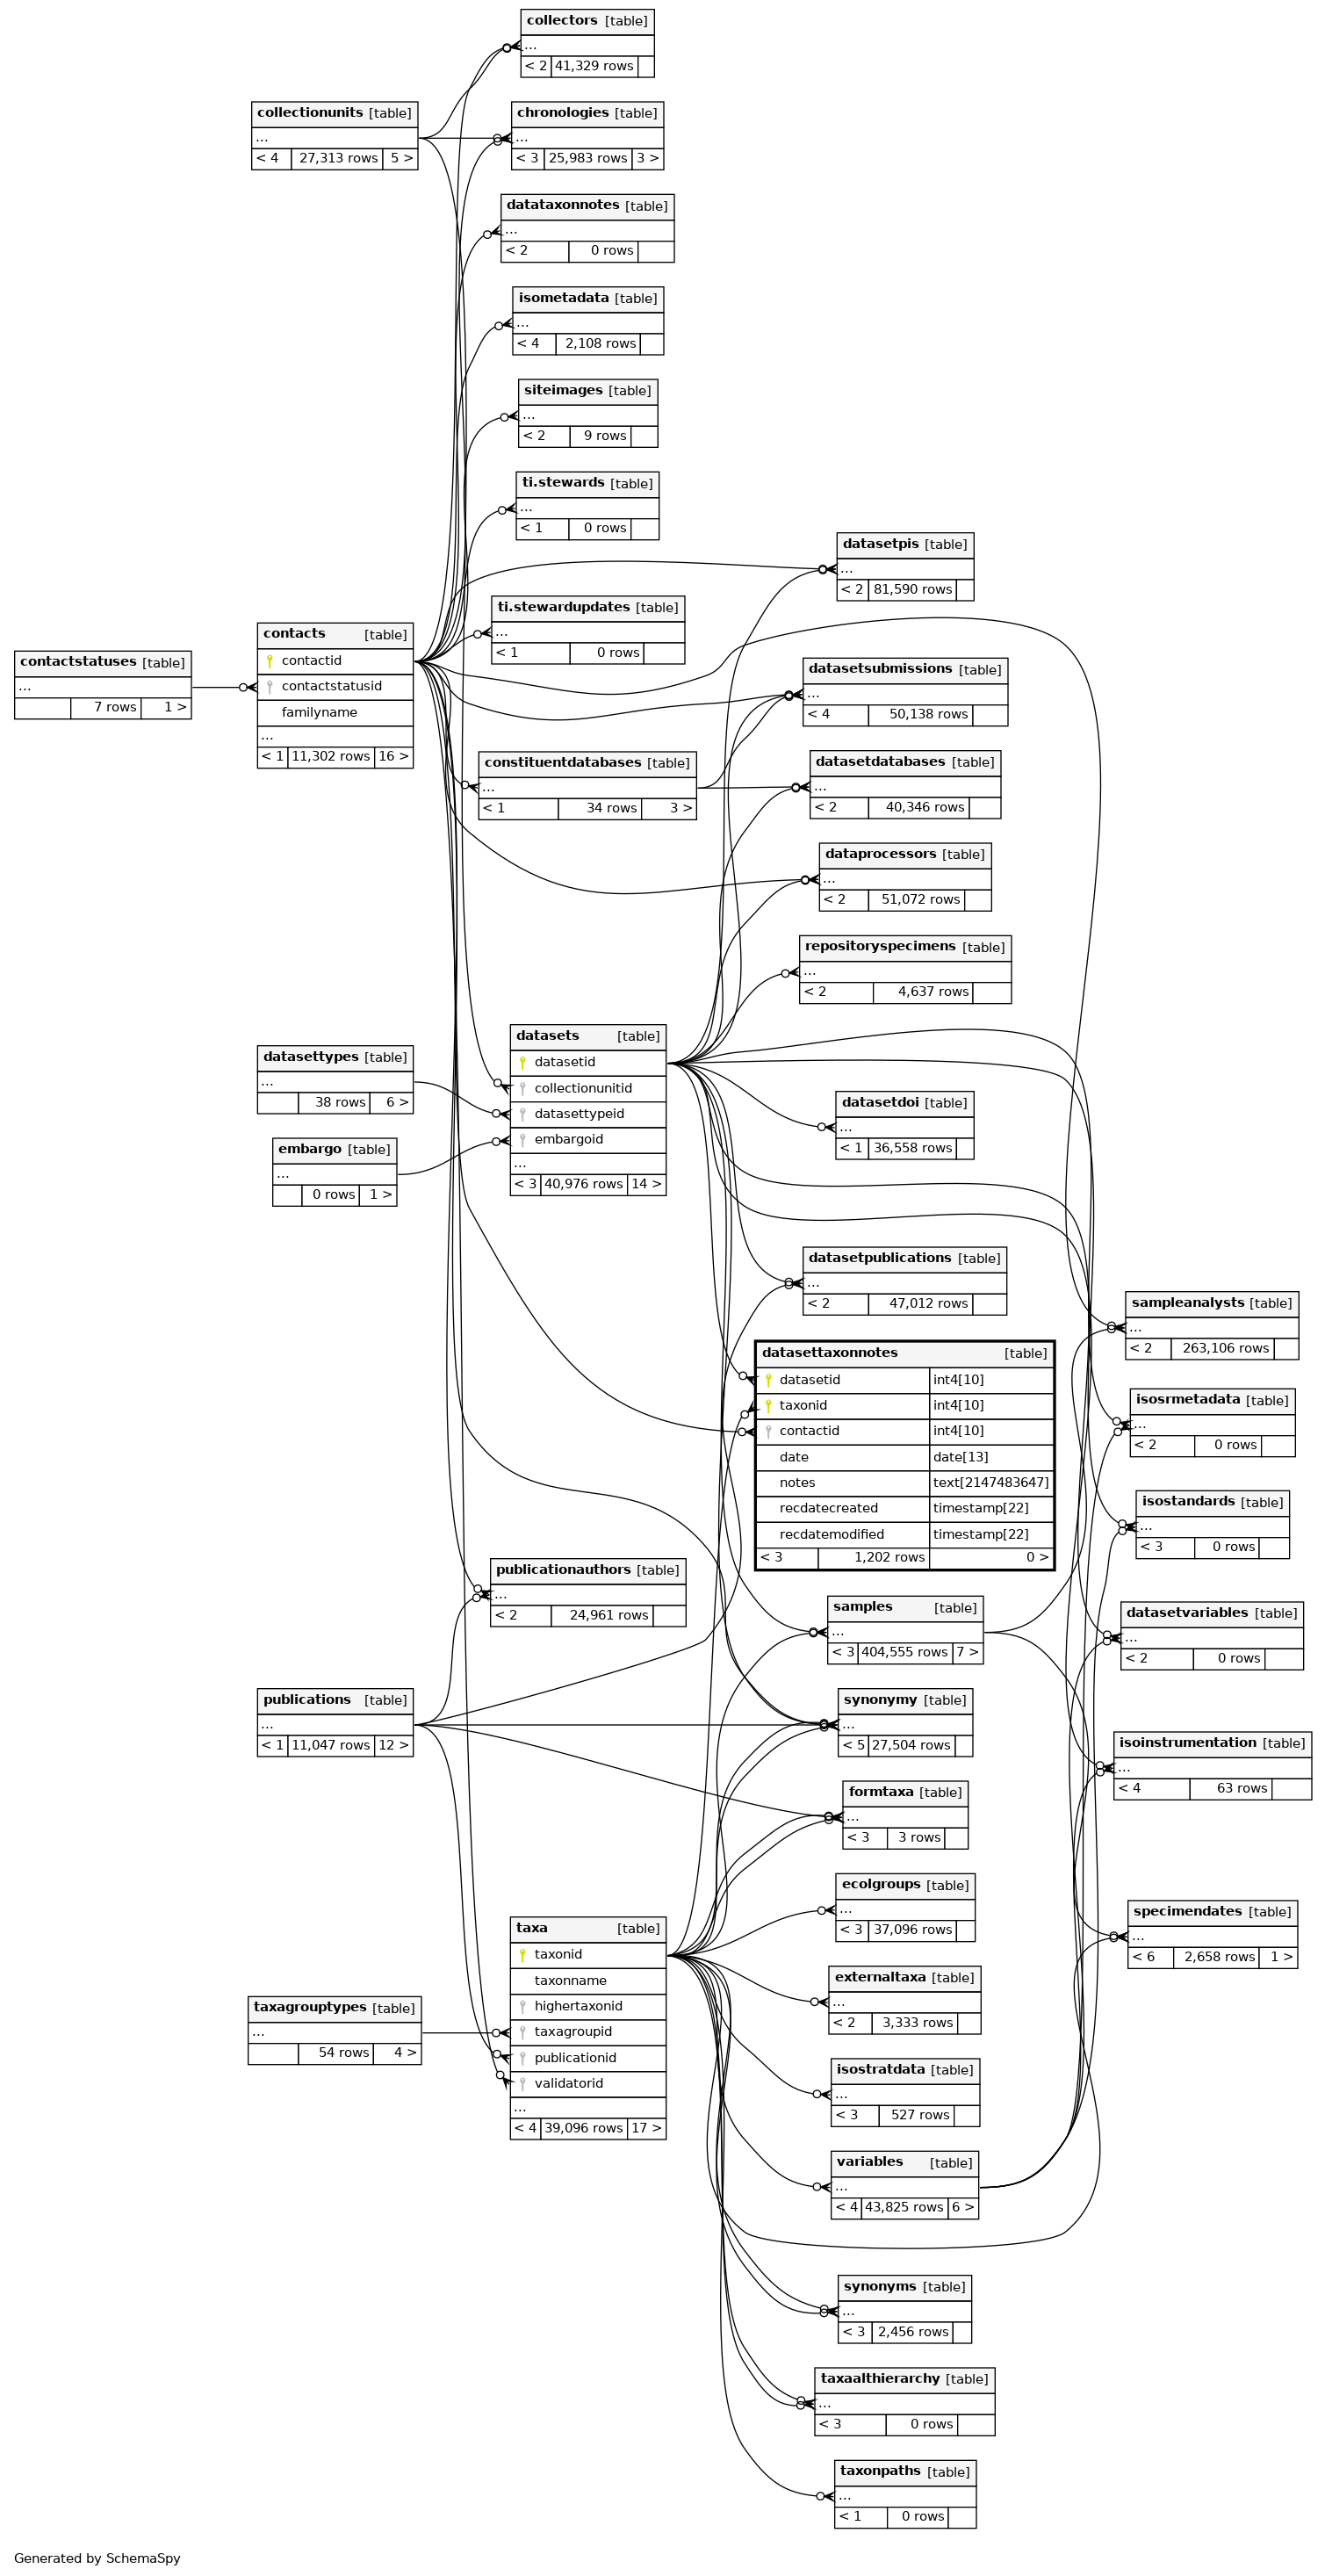 collectors [table]
...
< 2 41,329 rows
collectionunits [table]
...
< 4 27,313 rows 5 >
chronologies [table]
...
< 3 25,983 rows 3 >
datataxonnotes [table]
...
< 2 0 rows
isometadata [table]
...
< 4 2,108 rows
siteimages [table]
...
< 2 9 rows
ti.stewards [table]
...
< 1 0 rows
datasetpis [table]
...
< 2 81,590 rows
ti.stewardupdates [table]
...
< 1 0 rows
contactstatuses [table]
...
7 rows 1 >
contacts [table]
contactid
contactstatusid
familyname
...
< 1 11,302 rows 16 >
datasetsubmissions [table]
...
< 4 50,138 rows
constituentdatabases [table]
...
< 1 34 rows 3 >
datasetdatabases [table]
...
< 2 40,346 rows
dataprocessors [table]
...
< 2 51,072 rows
repositoryspecimens [table]
...
< 2 4,637 rows
datasets [table]
datasetid
collectionunitid
datasettypeid
embargoid
...
< 3 40,976 rows 14 >
datasettypes [table]
...
38 rows 6 >
embargo [table]
...
0 rows 1 >
datasetdoi [table]
...
< 1 36,558 rows
datasetpublications [table]
...
< 2 47,012 rows
sampleanalysts [table]
...
< 2 263,106 rows
datasettaxonnotes [table]
datasetid int4[10]
taxonid int4[10]
contactid int4[10]
date date[13]
notes text[2147483647]
recdatecreated timestamp[22]
recdatemodified timestamp[22]
< 3 1,202 rows 0 >
isosrmetadata [table]
...
< 2 0 rows
isostandards [table]
...
< 3 0 rows
publicationauthors [table]
...
< 2 24,961 rows
samples [table]
...
< 3 404,555 rows 7 >
datasetvariables [table]
...
< 2 0 rows
publications [table]
...
< 1 11,047 rows 12 >
synonymy [table]
...
< 5 27,504 rows
isoinstrumentation [table]
...
< 4 63 rows
formtaxa [table]
...
< 3 3 rows
ecolgroups [table]
...
< 3 37,096 rows
specimendates [table]
...
< 6 2,658 rows 1 >
taxa [table]
taxonid
taxonname
highertaxonid
taxagroupid
publicationid
validatorid
...
< 4 39,096 rows 17 >
taxagrouptypes [table]
...
54 rows 4 >
externaltaxa [table]
...
< 2 3,333 rows
isostratdata [table]
...
< 3 527 rows
variables [table]
...
< 4 43,825 rows 6 >
synonyms [table]
...
< 3 2,456 rows
taxaalthierarchy [table]
...
< 3 0 rows
taxonpaths [table]
...
< 1 0 rows
Generated by SchemaSpy